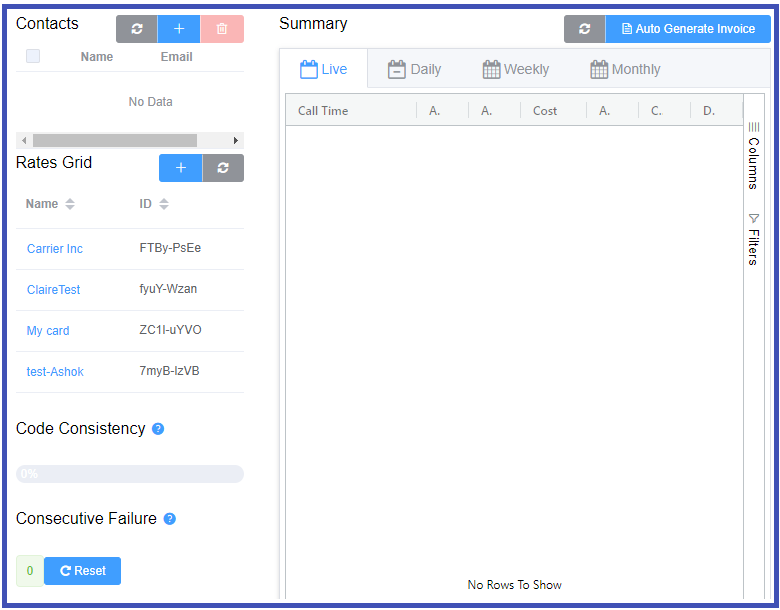 Contacts
Name Email
No Data
Rates Grid
Name ID
Carrier Inc FTBy-PsEe
ClaireTest fyuY-Wzan
My card ZC1I-uYVO
test-Ashok 7myB-IzVB
Code Consistency ?
0%
Consecutive Failure ?
0 Reset
Summary
Auto Generate Invoice
Live Daily Weekly Monthly
Call Time A. A. Cost A. C. D.
Columns
Filters
No Rows To Show